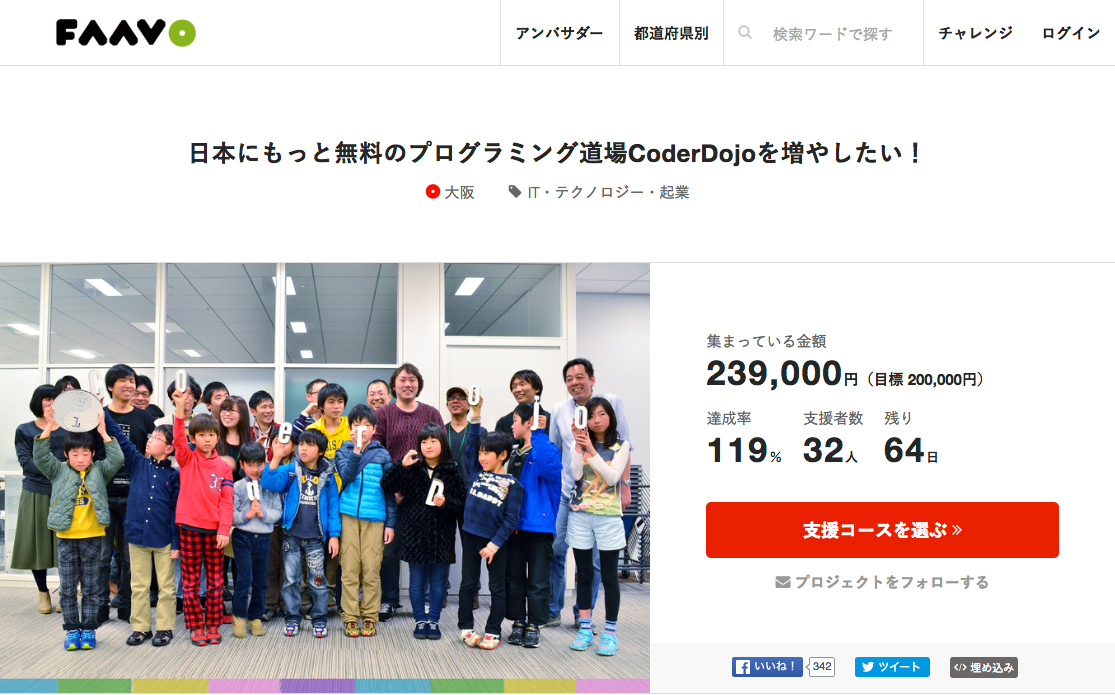 FAAVO
アンバサダー
都道府県別
検索ワードで探す
チャレンジ
ログイン
日本にもっと無料のプログラミング道場CoderDojoを増やしたい！
大阪
IT・テクノロジー・起業
集まっている金額
239,000円（目標 200,000円）
達成率 支援者数 残り
119% 32人 64日
支援コースを選ぶ»
プロジェクトをフォローする
いいね！ 342
ツイート
</> 埋め込み
o
o
j
o
e
r
d
D